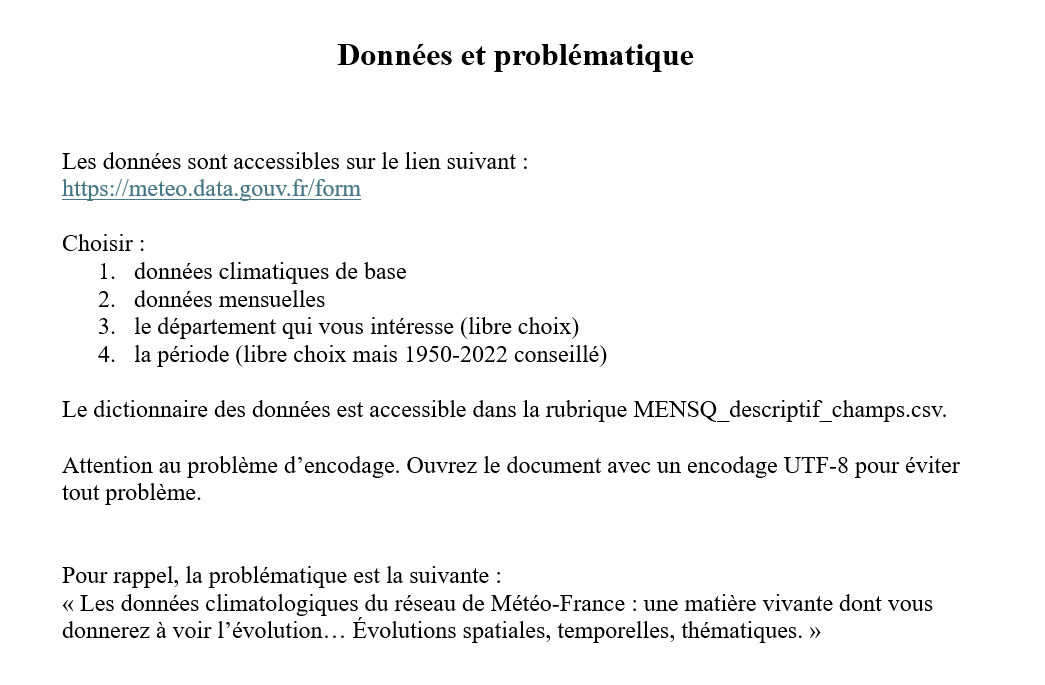 Données et problématique
Les données sont accessibles sur le lien suivant :
https://meteo.data.gouv.fr/form
Choisir :
1. données climatiques de base
2. données mensuelles
3. le département qui vous intéresse (libre choix)
4. la période (libre choix mais 1950-2022 conseillé)
Le dictionnaire des données est accessible dans la rubrique MENSQ_descriptif_champs.csv.
Attention au problème d’encodage. Ouvrez le document avec un encodage UTF-8 pour éviter
tout problème.
Pour rappel, la problématique est la suivante :
« Les données climatologiques du réseau de Météo-France : une matière vivante dont vous
donnerez à voir l’évolution… Évolutions spatiales, temporelles, thématiques. »